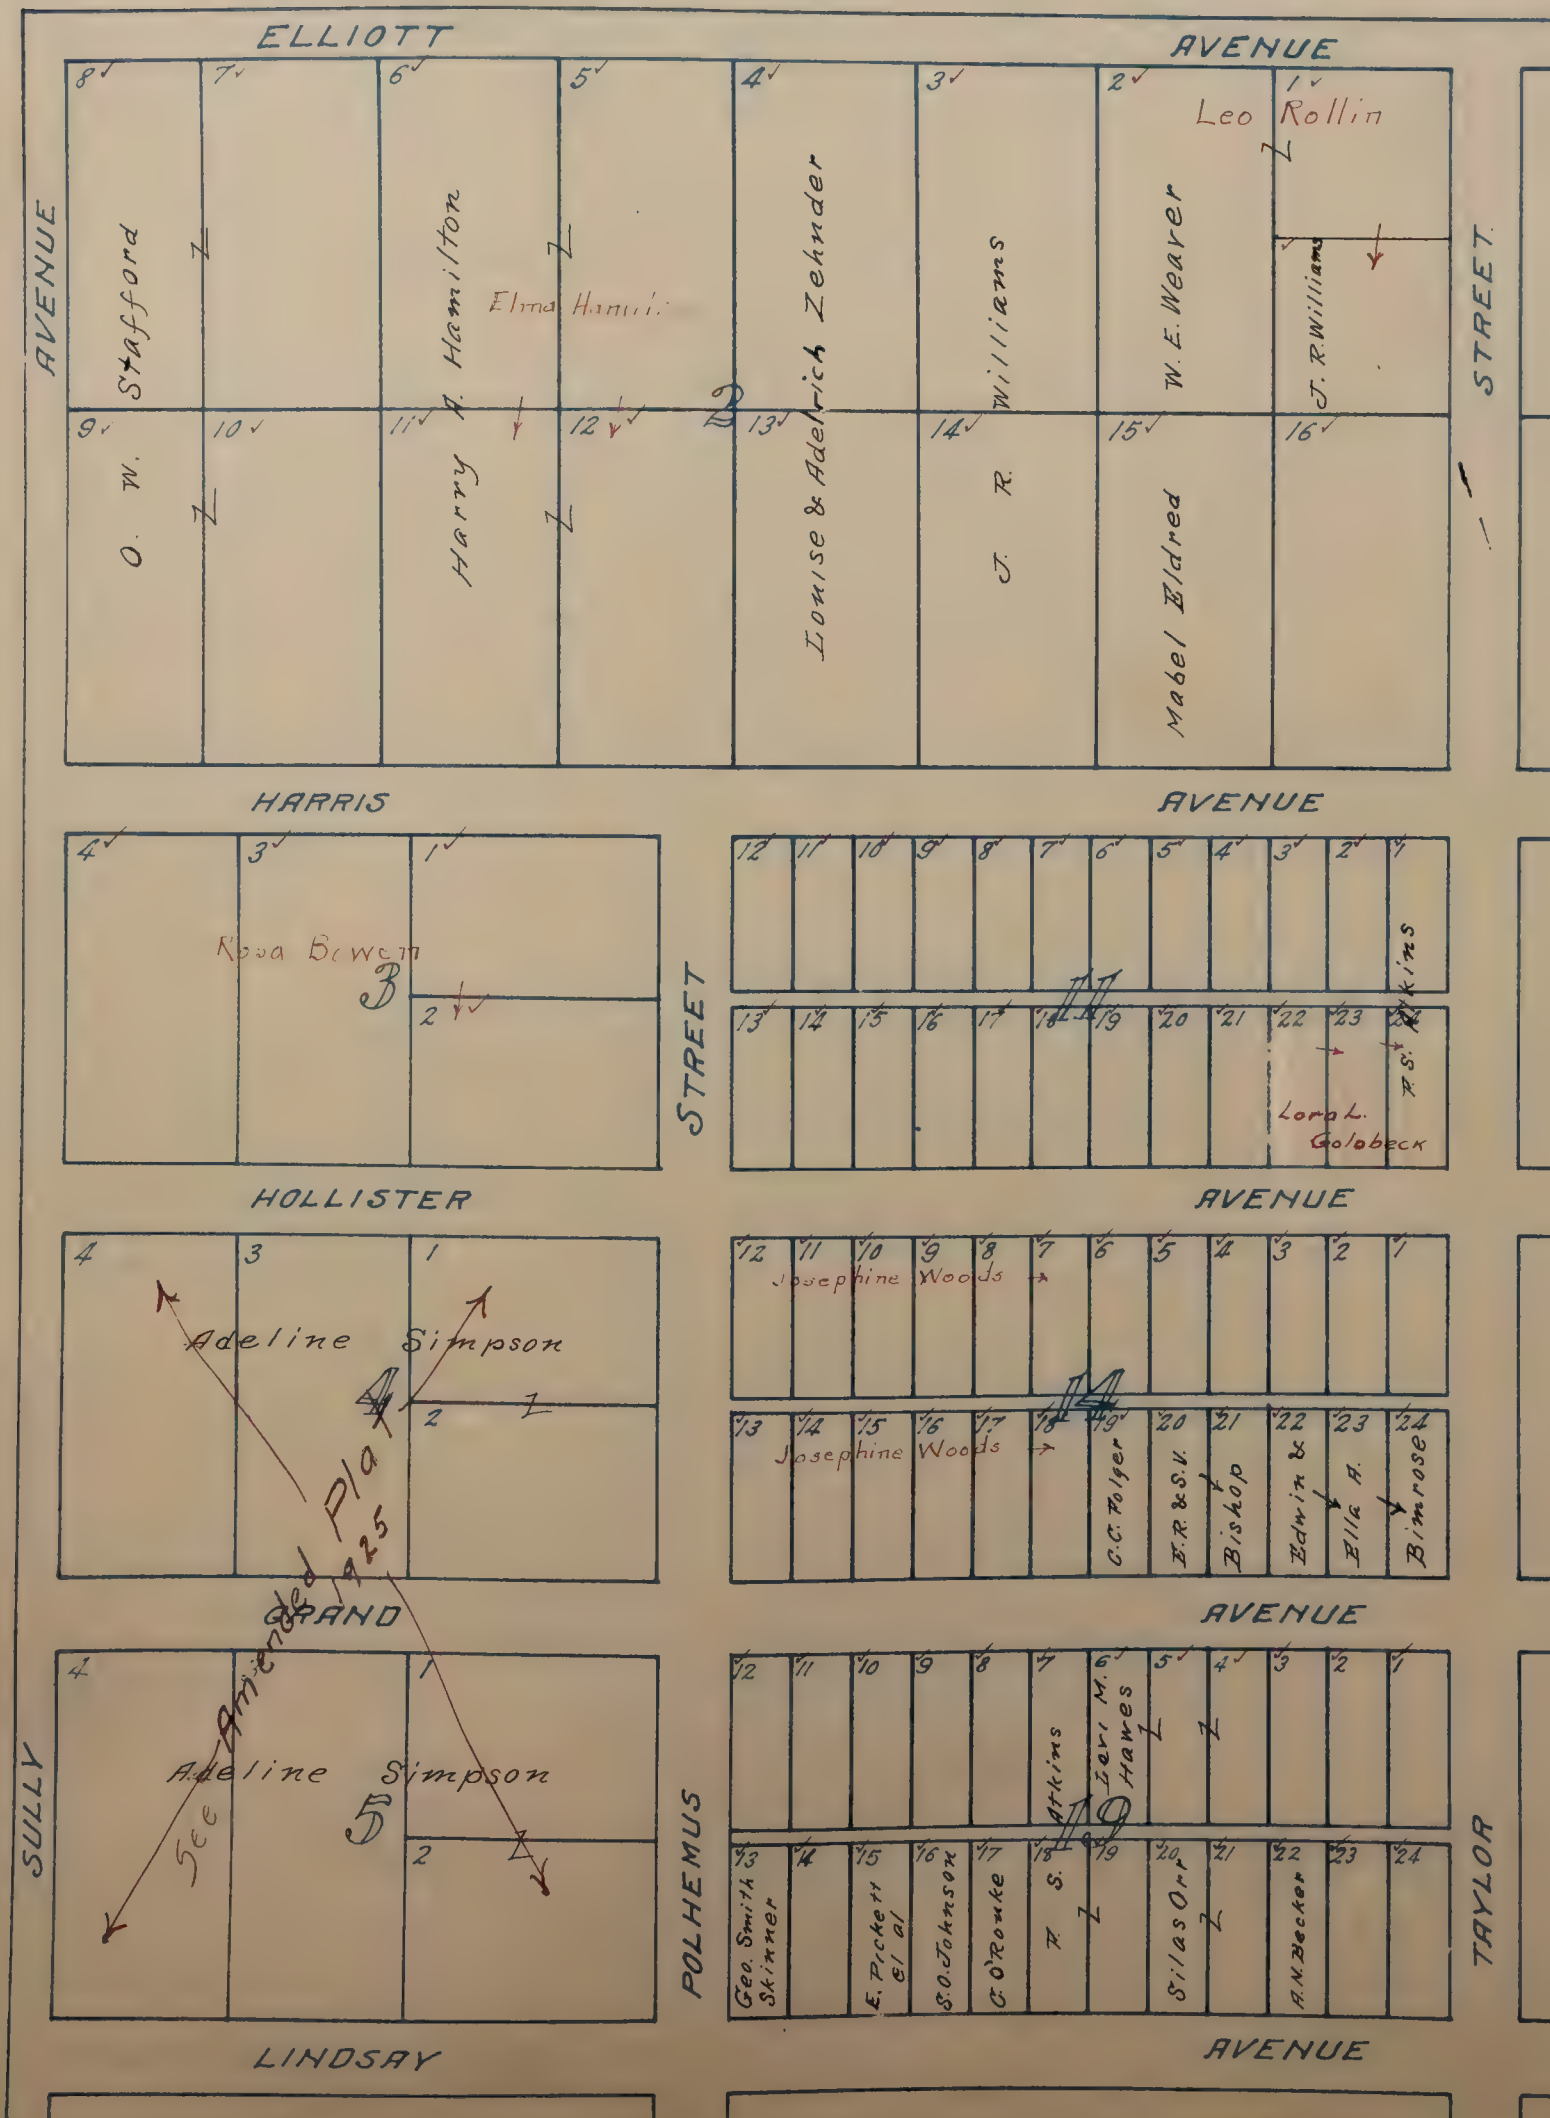 ELLIOTT AVENUE
8 7 6 5 4 3 2 1
Leo Rollin
AVENUE
O. W. Stafford
Harry A. Hamilton
Elma
Louise & Adelrich Zehnder
J. R. Williams
W. E. Weaver
J. R. Williams
STREET
2
9 10 11 12 13 14 15 16
Mabel Eldred
HARRIS AVENUE
4 3 1
Rosa Bowen
3
2
STREET
12 11 10 9 8 7 6 5 4 3 2 1
11
13 14 15 16 17 18 19 20 21 22 23 24
F. S. Atkins
Lora L.
Golobeck
HOLLISTER AVENUE
4 3 1
Adeline Simpson
4
2
12 11 10 9 8 7 6 5 4 3 2 1
Josephine Woods
14
13 14 15 16 17 18 19 20 21 22 23 24
Josephine Woods
C. C. Folger
E. R. & S. V.
Bishop
Edwin &
Ella A.
Bimrose
See Amended Plat
1925
GRAND AVENUE
4 1
Adeline Simpson
5
2
SULLY
POLHEMUS
12 11 10 9 8 7 6 5 4 3 2 1
F. S. Atkins
Levi M.
Hawes
19
13 14 15 16 17 18 19 20 21 22 23 24
Geo. Smith
Skinner
E. Pickett
et al
S. O. Johnson
C. O'Rouke
Silas Orr
A. N. Becker
TAYLOR
LINDSAY AVENUE